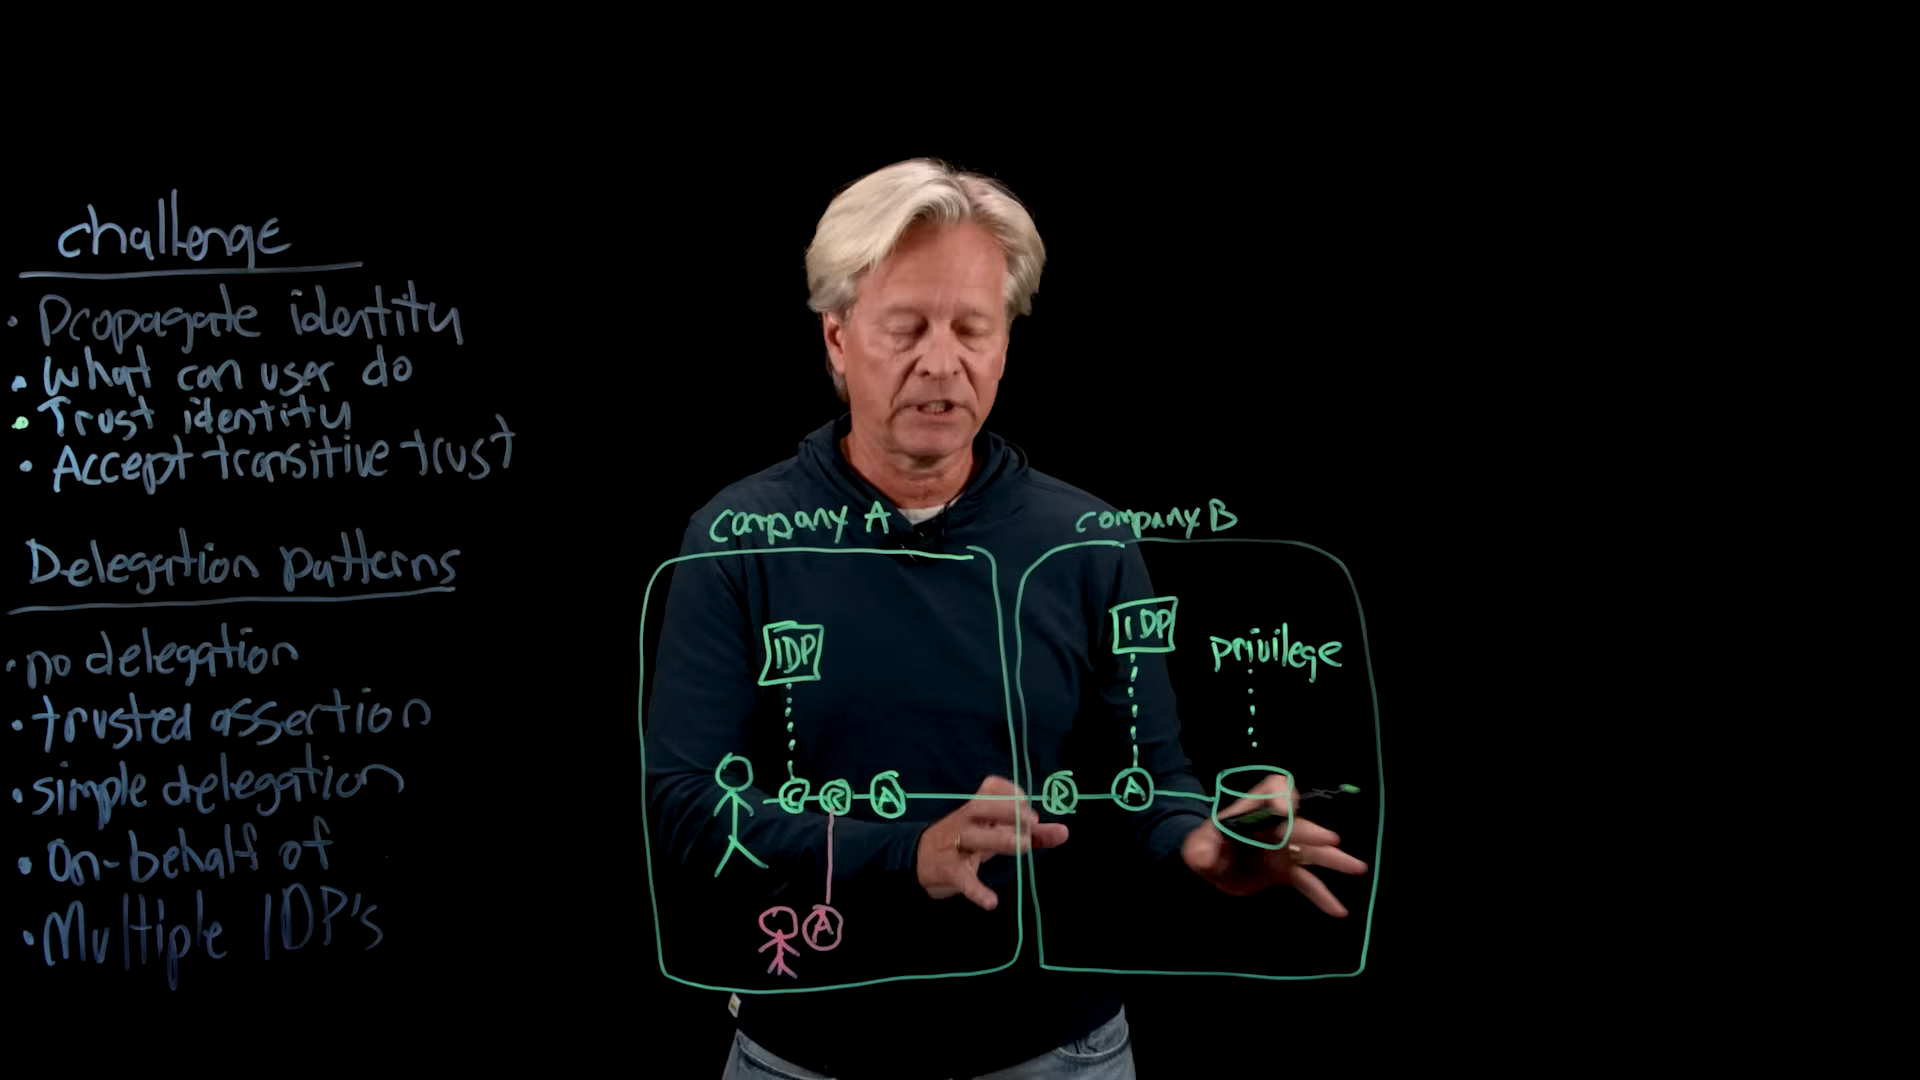 challenge
• Propagate identity
• What can user do
• Trust identity
• Accept transitive trust
Delegation patterns
• no delegation
• trusted assertion
• simple delegation
• On-behalf of
• Multiple IDP's
company A
company B
IDP
IDP
privilege
C R A
R A
A